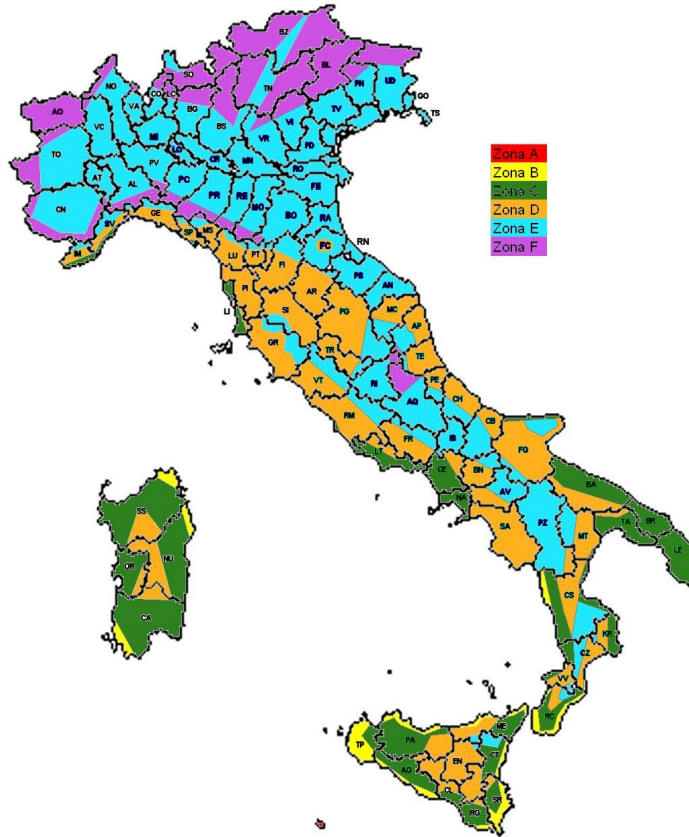 BZ
SO
BL
TN
AO
NO
VA
CO
LC
BG
BS
VC
MI
PN
UD
GO
TS
TV
VI
VR
PD
TO
LO
CR
MN
RO
PV
AT
AL
PC
PR
RE
MO
FE
BO
RA
CN
SV
GE
IM
SP
MS
FC
RN
LU
PT
FI
PS
AN
PI
LI
AR
MC
SI
PG
AP
GR
TR
TE
VT
RI
PE
AQ
CH
RM
FR
IS
CB
LT
FG
CE
BN
BA
NA
AV
SA
PZ
MT
TA
BR
LE
CS
KR
CZ
VV
RC
SS
OR
NU
CA
ME
PA
TP
CT
EN
AG
CL
SR
RG
Zona A
Zona B
Zona C
Zona D
Zona E
Zona F